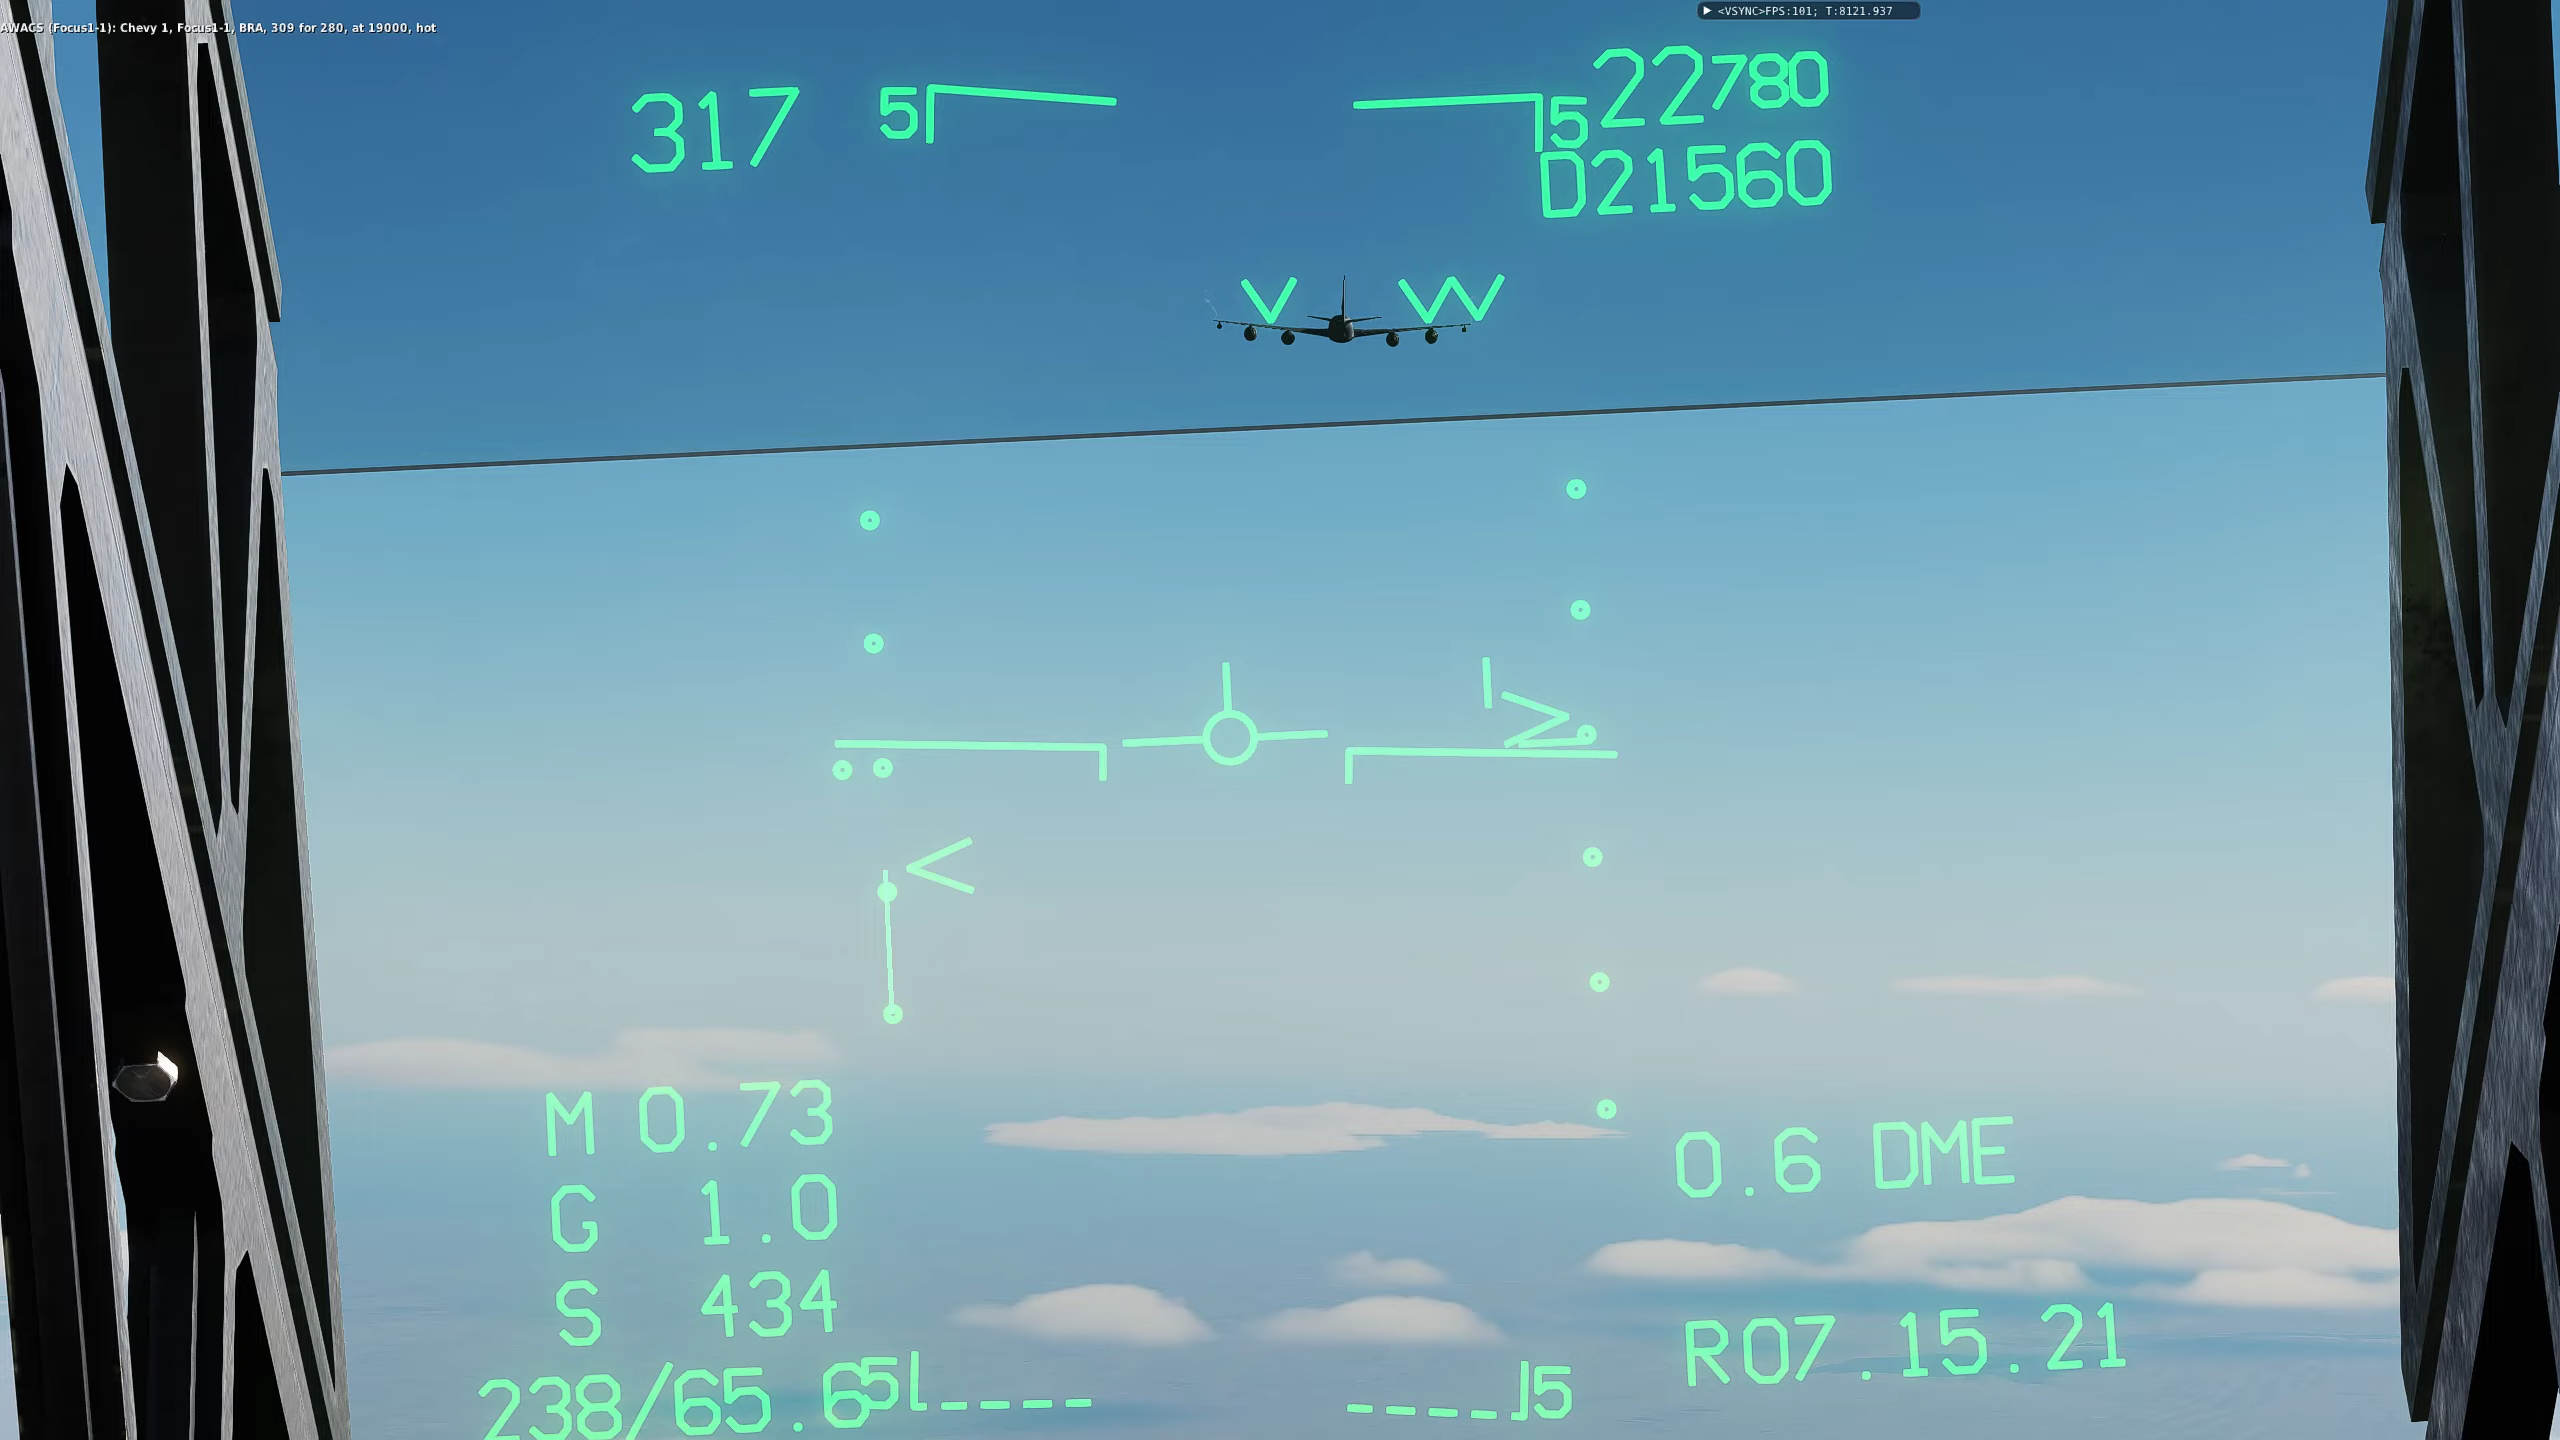 AWACS (Focus1-1): Chevy 1, Focus1-1, BRA, 309 for 280, at 19000, hot
<VSYNC>FPS:101; T:8121.937
317 5 5 22780
D21560
M 0.73
G 1.0
S 434
238/65.6
0.6 DME
R07.15.21
5 5